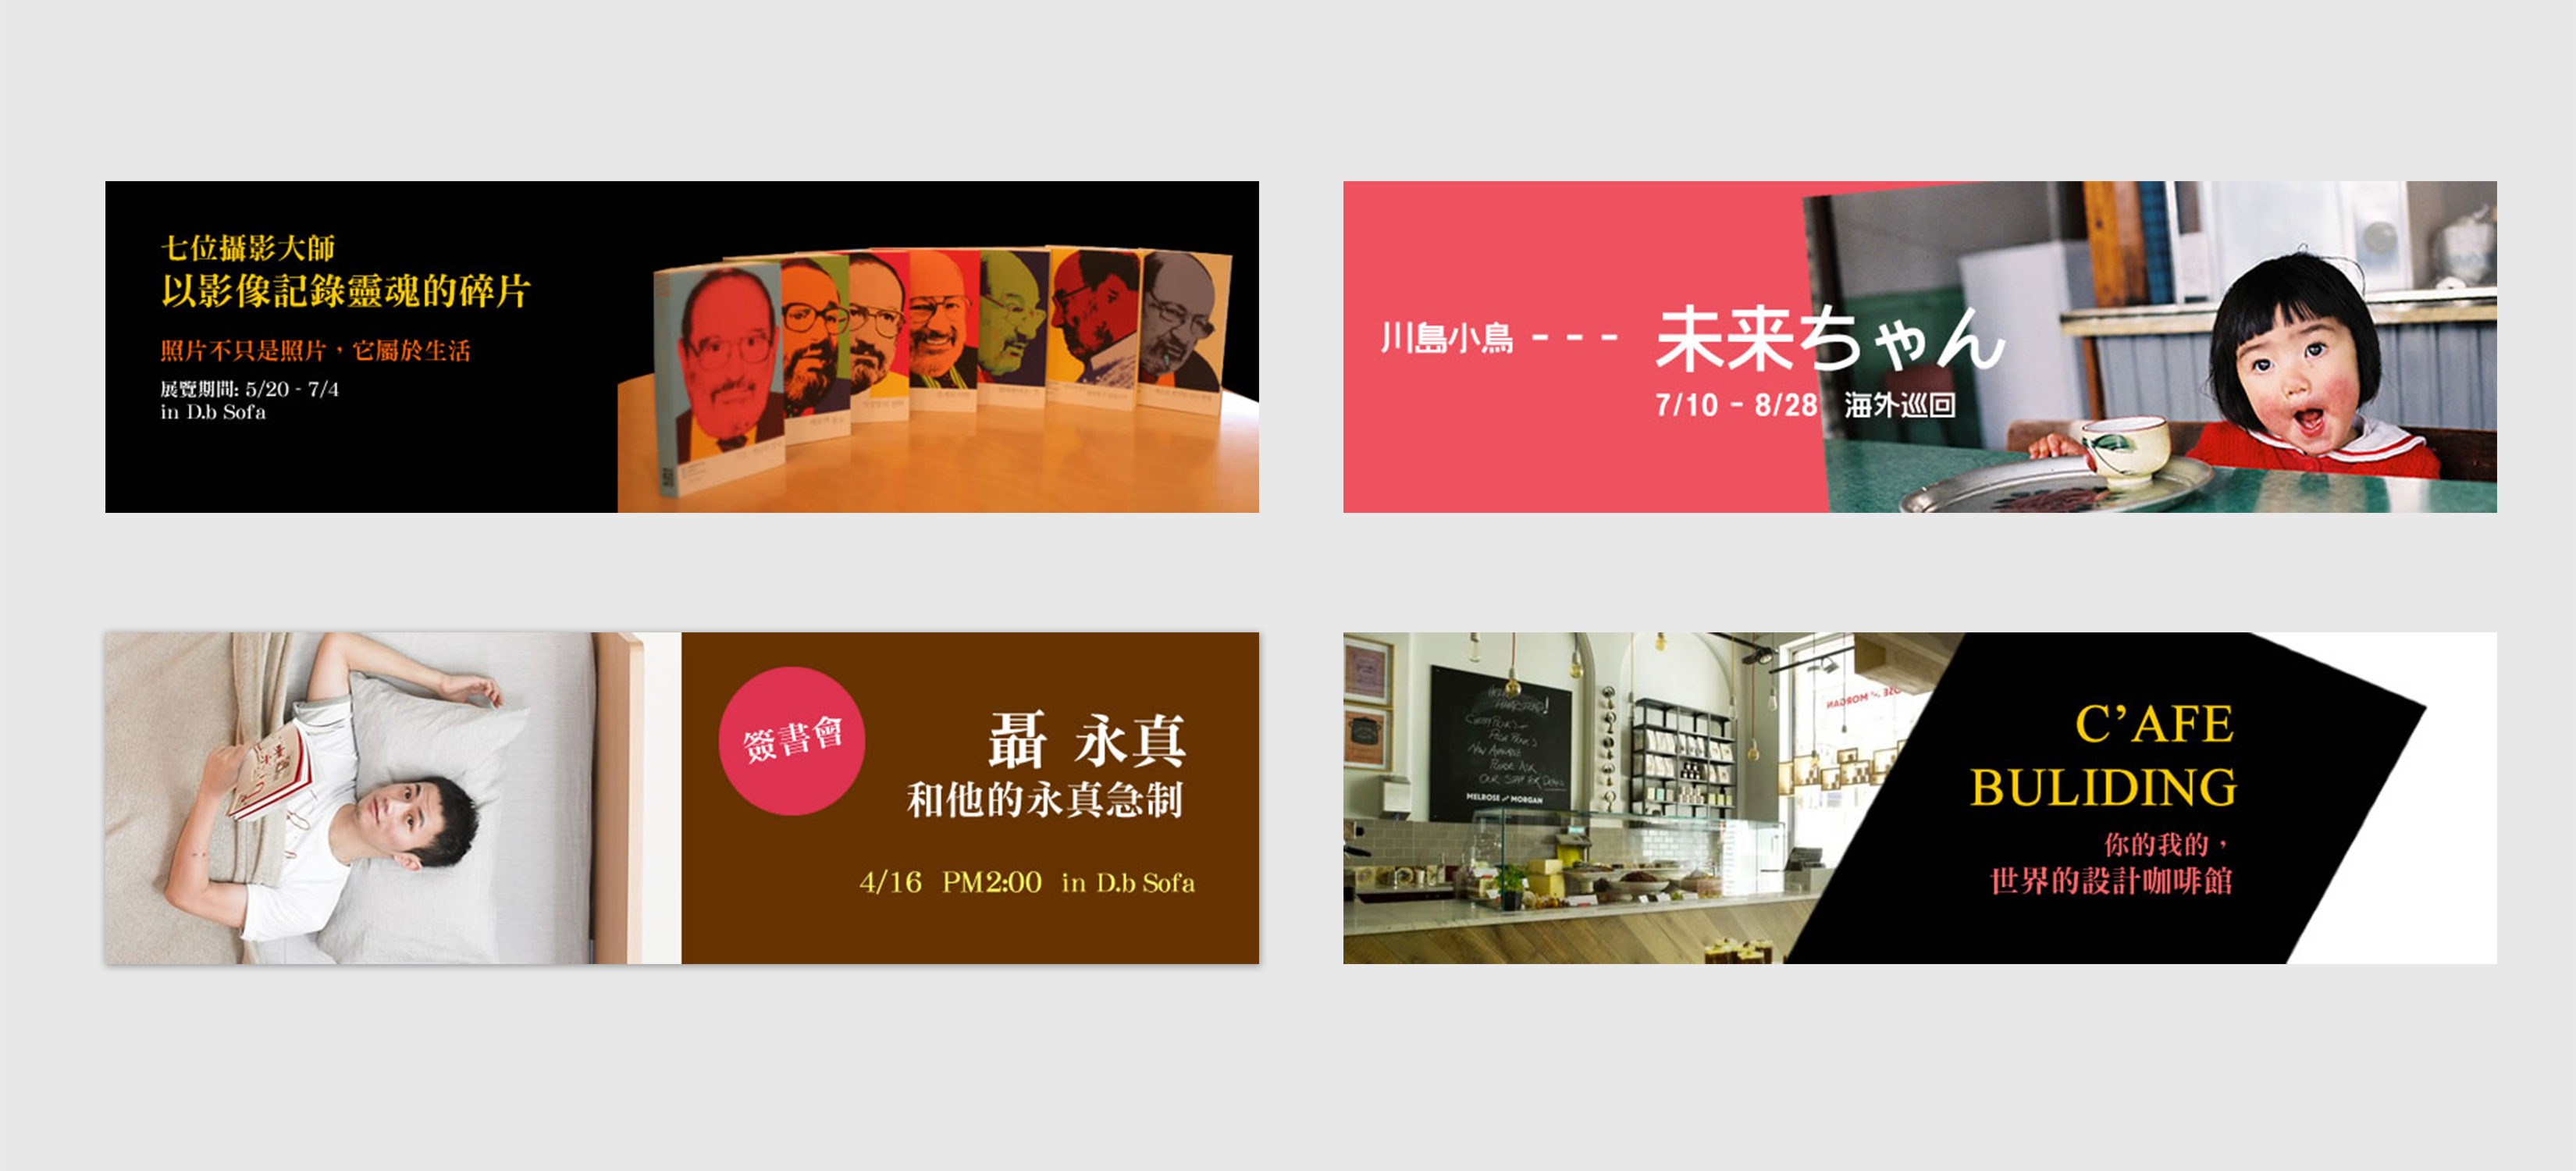 七位攝影大師
以影像記錄靈魂的碎片
照片不只是照片，它屬於生活
展覽期間: 5/20 - 7/4
in D.b Sofa
川島小鳥 - - - 未来ちゃん
7/10 - 8/28 海外巡回
簽書會
聶 永真
和他的永真急制
4/16 PM2:00 in D.b Sofa
MELROSE AND MORGAN
C’AFE
BULIDING
你的我的，
世界的設計咖啡館